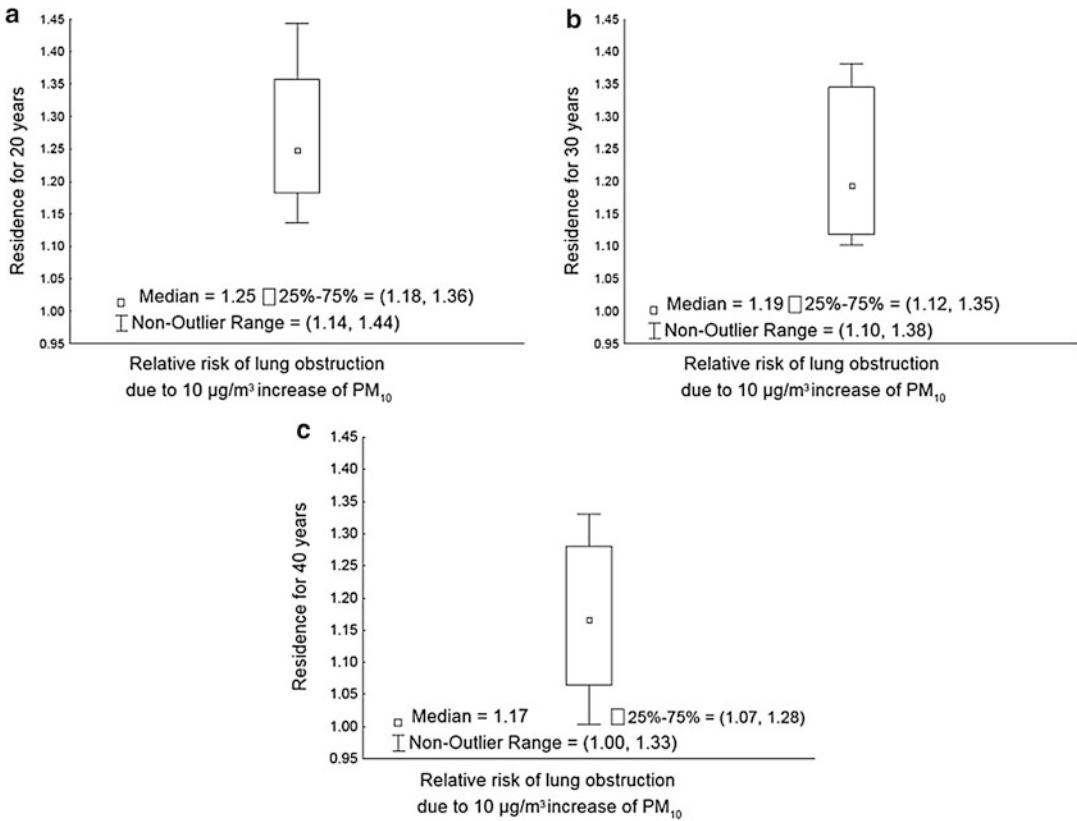 a
Residence for 20 years
1.45
1.40
1.35
1.30
1.25
1.20
1.15
1.10
1.05
1.00
0.95
Median = 1.25 25%-75% = (1.18, 1.36)
Non-Outlier Range = (1.14, 1.44)
Relative risk of lung obstruction
due to 10 µg/m³ increase of PM₁₀
b
Residence for 30 years
1.45
1.40
1.35
1.30
1.25
1.20
1.15
1.10
1.05
1.00
0.95
Median = 1.19 25%-75% = (1.12, 1.35)
Non-Outlier Range = (1.10, 1.38)
Relative risk of lung obstruction
due to 10 µg/m³ increase of PM₁₀
c
Residence for 40 years
1.45
1.40
1.35
1.30
1.25
1.20
1.15
1.10
1.05
1.00
0.95
Median = 1.17 25%-75% = (1.07, 1.28)
Non-Outlier Range = (1.00, 1.33)
Relative risk of lung obstruction
due to 10 µg/m³ increase of PM₁₀